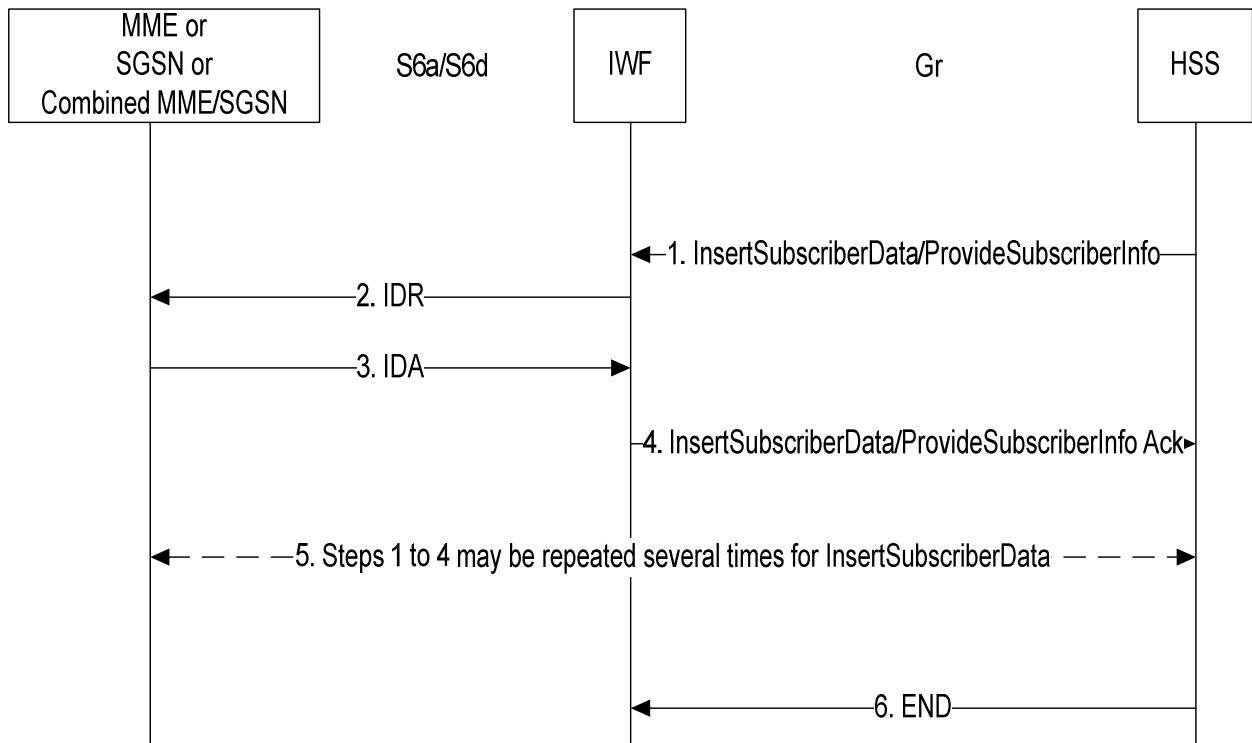 MME or
SGSN or
Combined MME/SGSN
S6a/S6d
IWF
Gr
HSS
1. InsertSubscriberData/ProvideSubscriberInfo
2. IDR
3. IDA
4. InsertSubscriberData/ProvideSubscriberInfo Ack
5. Steps 1 to 4 may be repeated several times for InsertSubscriberData
6. END